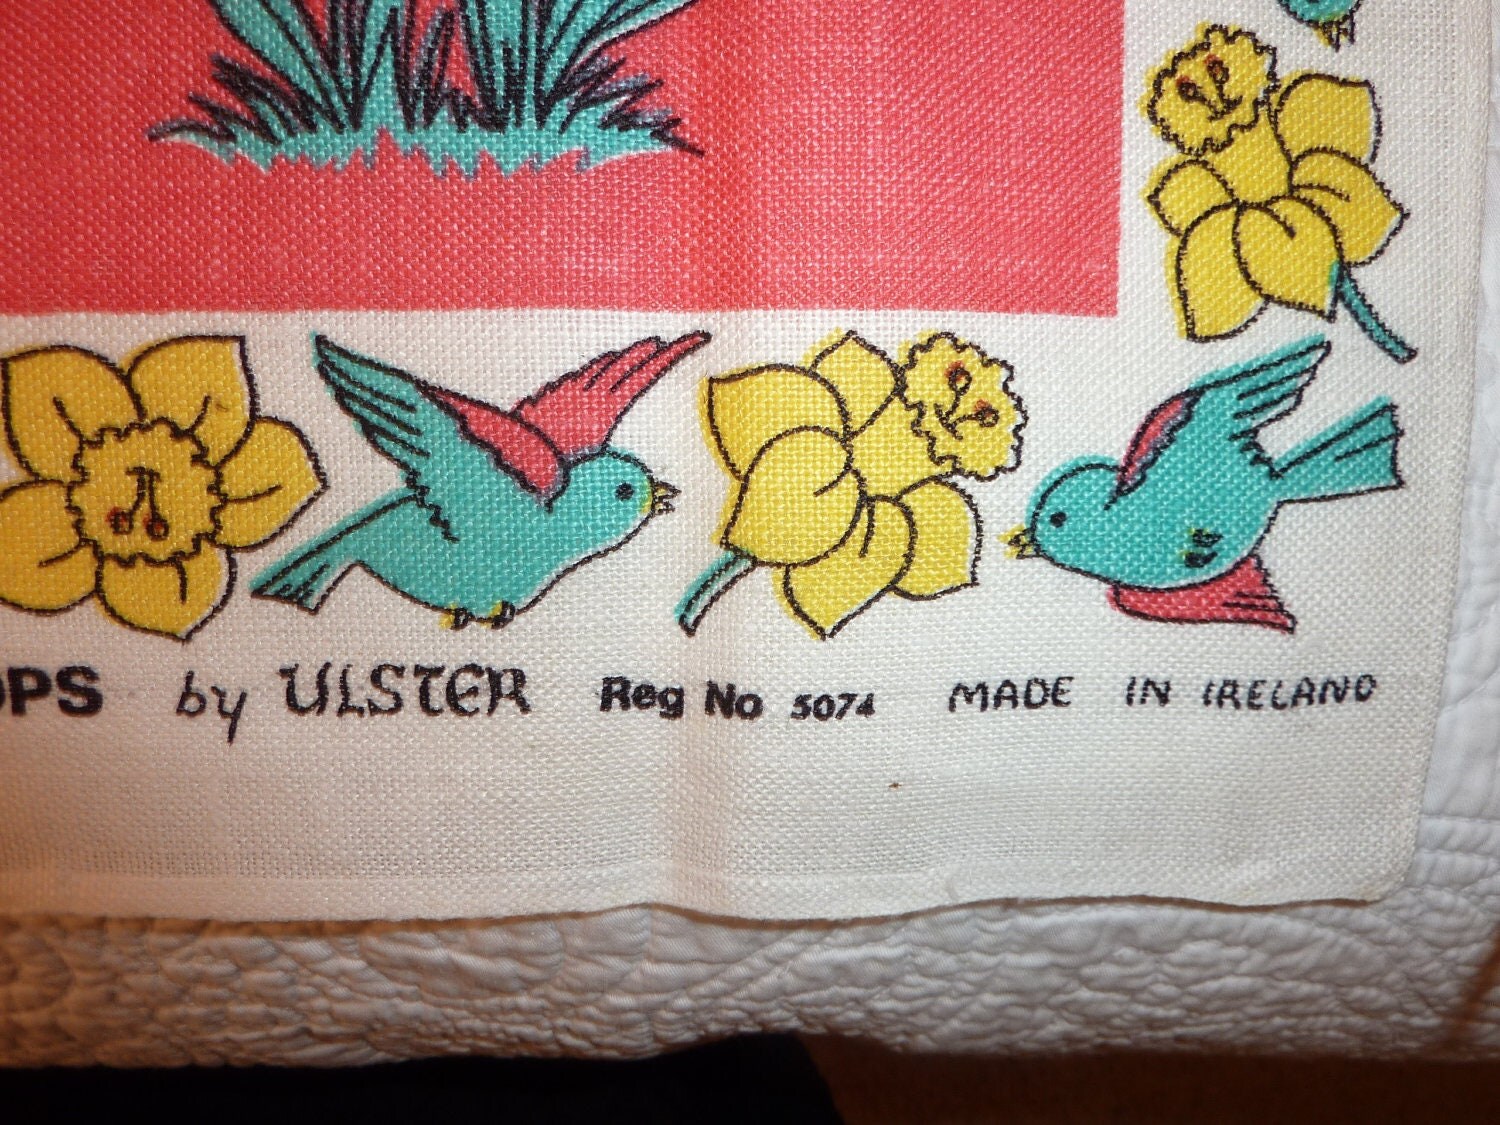 OPS by ULSTER Reg No 5074 MADE IN IRELAND